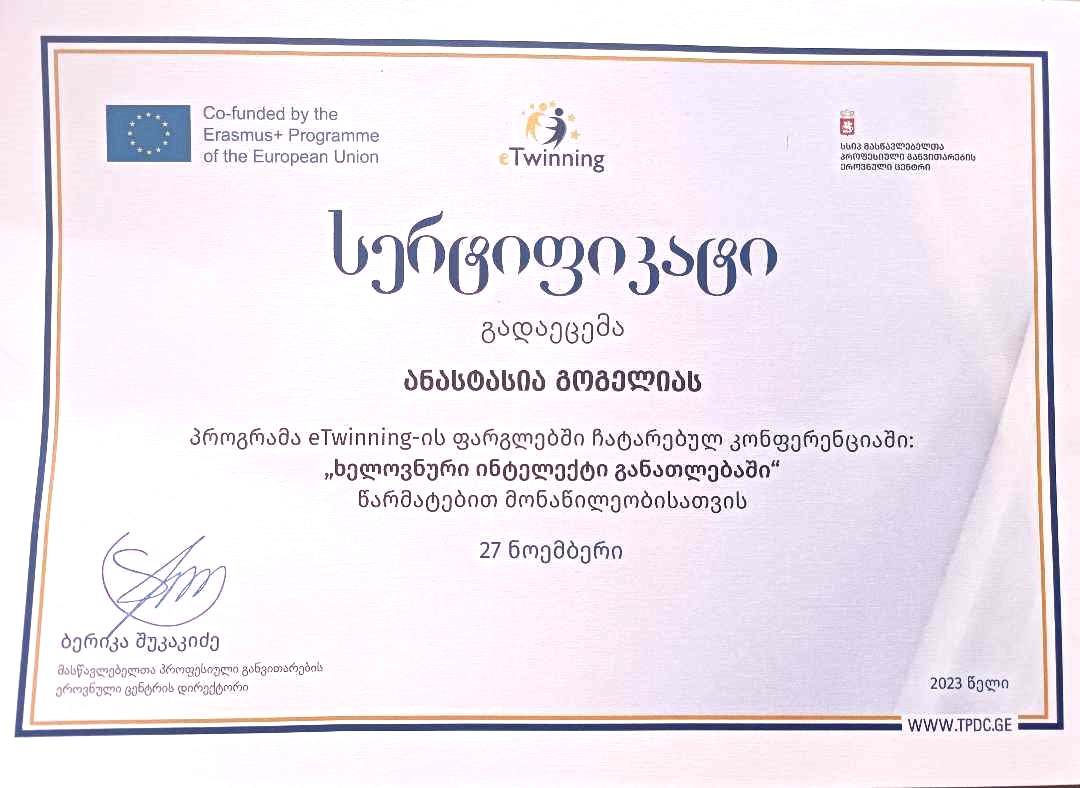 Co-funded by the
Erasmus+ Programme
of the European Union
eTwinning
სსიპ მასწავლებელთა
პროფესიული განვითარების
ეროვნული ცენტრი
სერტიფიკატი
გადაეცემა
ანასტასია გოგელიას
პროგრამა eTwinning-ის ფარგლებში ჩატარებულ კონფერენციაში:
„ხელოვნური ინტელექტი განათლებაში“
წარმატებით მონაწილეობისათვის
27 ნოემბერი
ბერიკა შუკაკიძე
მასწავლებელთა პროფესიული განვითარების
ეროვნული ცენტრის დირექტორი
2023 წელი
WWW.TPDC.GE